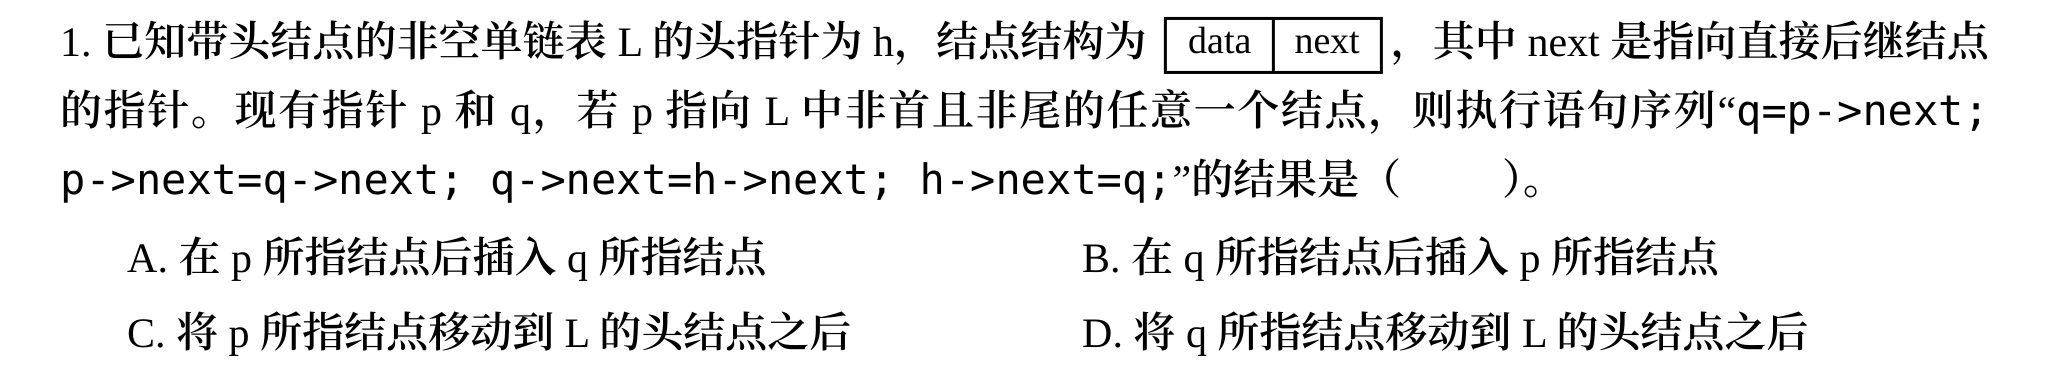 1. 已知带头结点的非空单链表 L 的头指针为 h，结点结构为 data next ，其中 next 是指向直接后继结点
的指针。现有指针 p 和 q，若 p 指向 L 中非首且非尾的任意一个结点，则执行语句序列“q=p->next;
p->next=q->next; q->next=h->next; h->next=q;”的结果是（ ）。
A. 在 p 所指结点后插入 q 所指结点 B. 在 q 所指结点后插入 p 所指结点
C. 将 p 所指结点移动到 L 的头结点之后 D. 将 q 所指结点移动到 L 的头结点之后